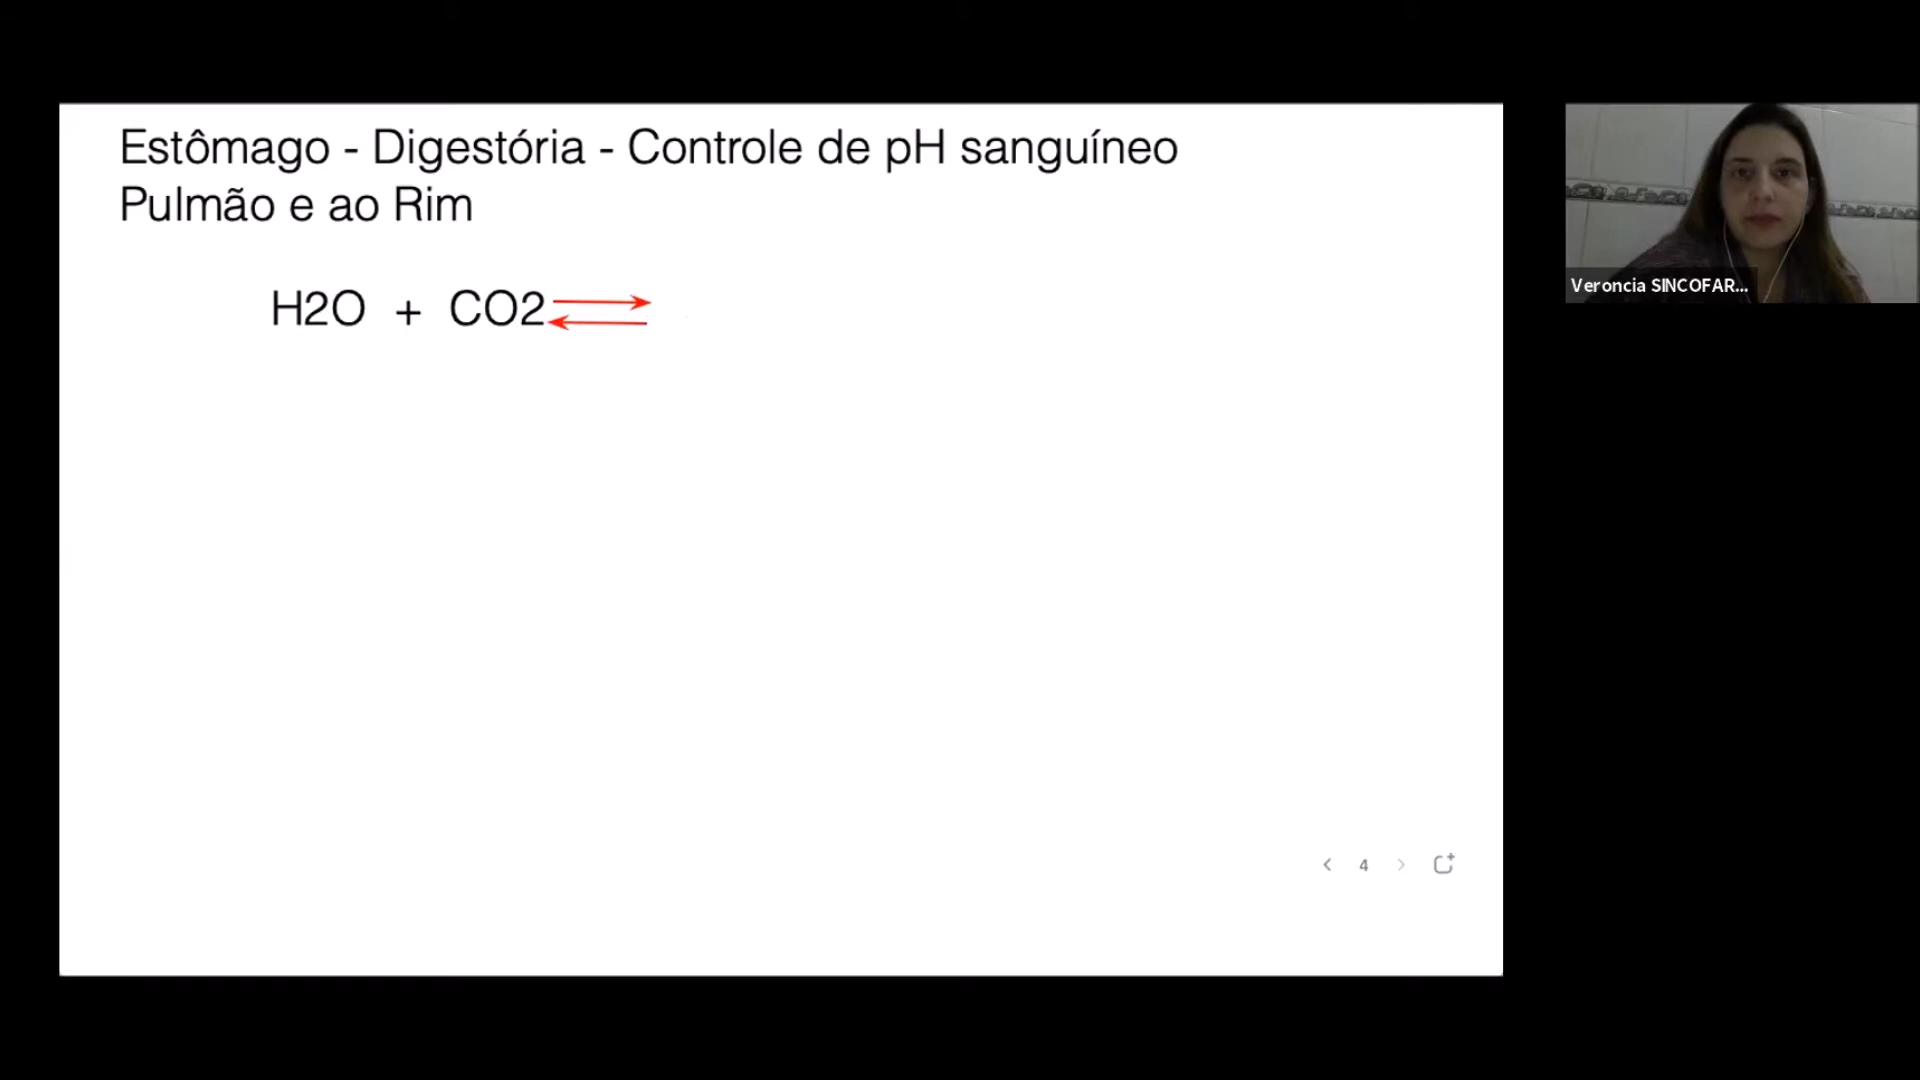 Estômago - Digestória - Controle de pH sanguíneo
Pulmão e ao Rim
H2O + CO2
Veroncia SINCOFAR...
4